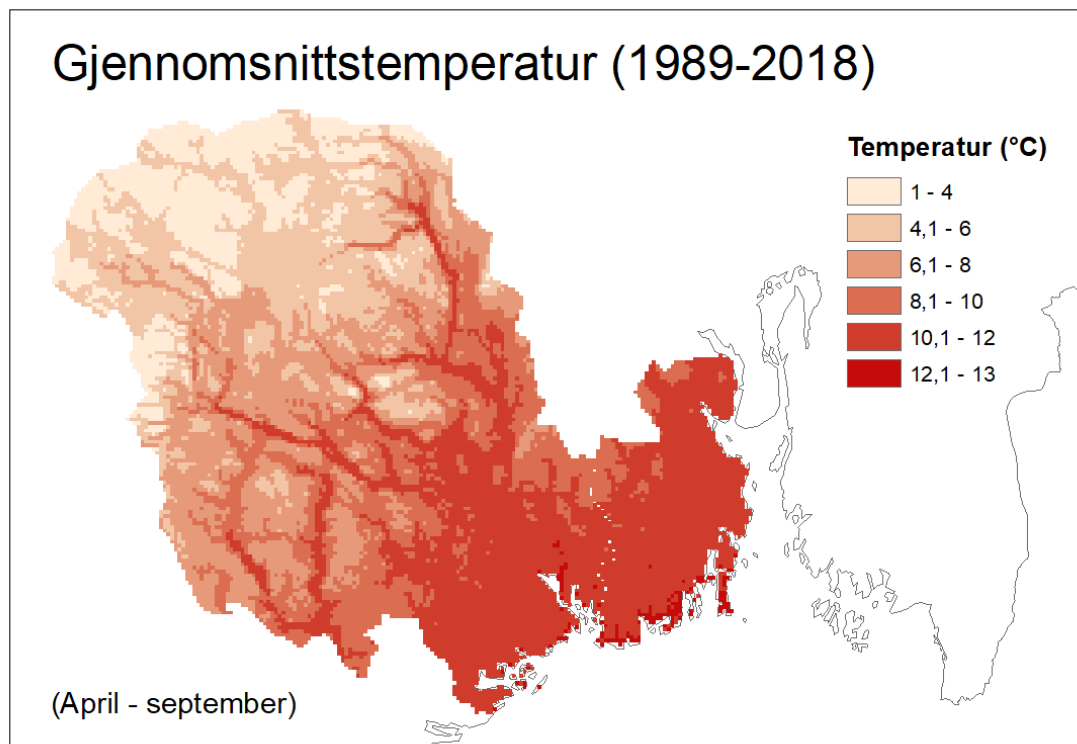 Gjennomsnittstemperatur (1989-2018)
Temperatur (°C)
1 - 4
4,1 - 6
6,1 - 8
8,1 - 10
10,1 - 12
12,1 - 13
(April - september)